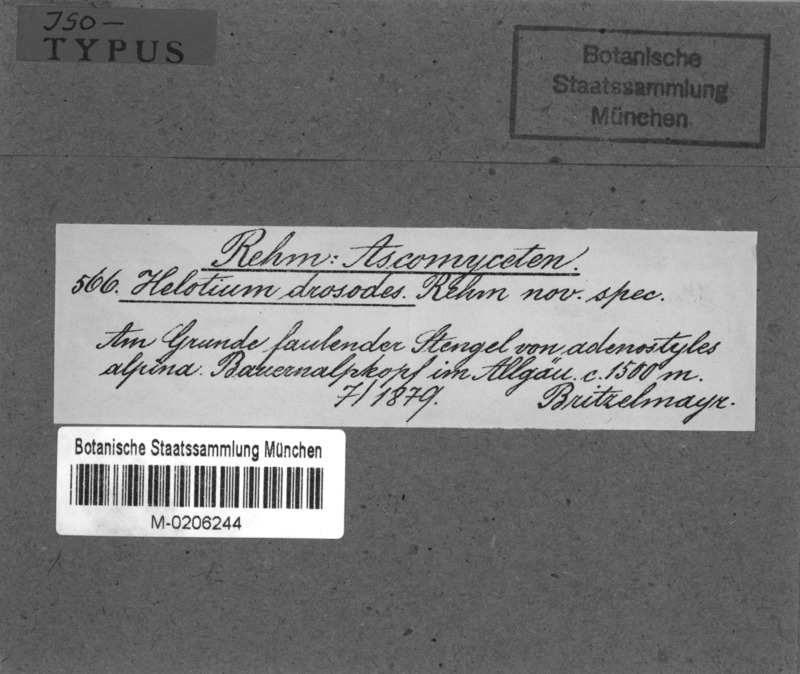 JSO-
TYPUS
Botanische
Staatssammlung
München
Rehm: Ascomyceten.
566. Helotium drosodes. Rehm nov. spec.
Am Grunde faulender Stengel von adenostyles
alpina. Bauernalpkopf im Allgäu. c. 1500 m.
7/1879. Britzelmayr.
Botanische Staatssammlung München
M-0206244